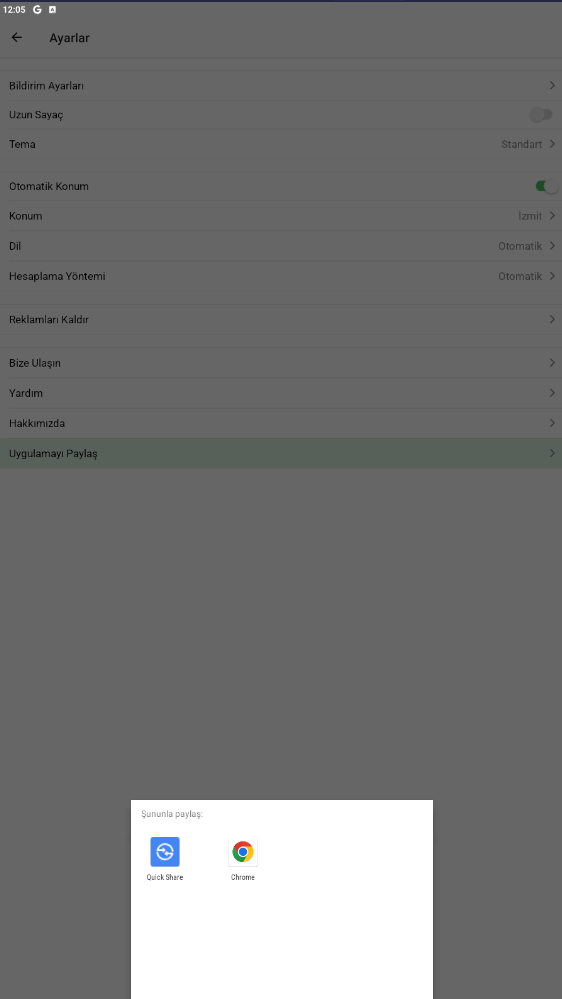 12:05
Ayarlar
Bildirim Ayarları
Uzun Sayaç
Tema Standart
Otomatik Konum
Konum İzmit
Dil Otomatik
Hesaplama Yöntemi Otomatik
Reklamları Kaldır
Bize Ulaşın
Yardım
Hakkımızda
Uygulamayı Paylaş
Şununla paylaş:
Quick Share Chrome